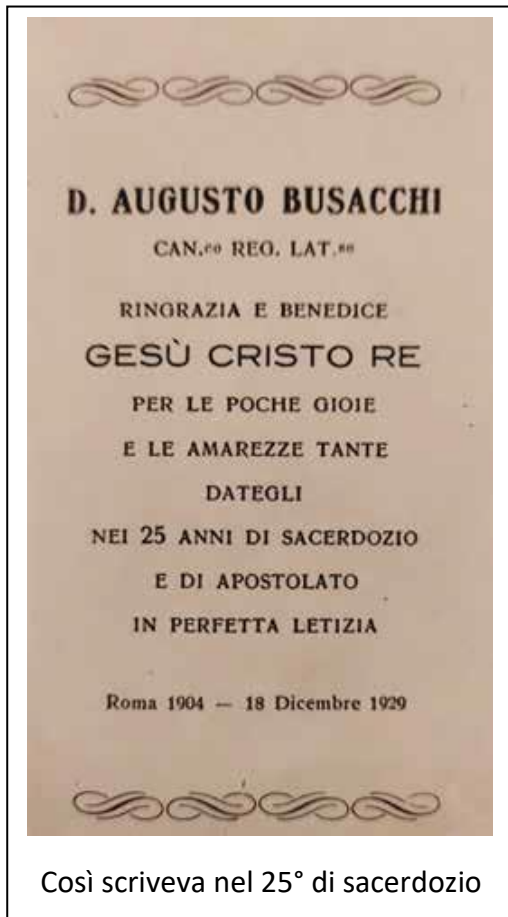 D. AUGUSTO BUSACCHI
CAN.co REG. LAT.se
RINGRAZIA E BENEDICE
GESÙ CRISTO RE
PER LE POCHE GIOIE
E LE AMAREZZE TANTE
DATEGLI
NEI 25 ANNI DI SACERDOZIO
E DI APOSTOLATO
IN PERFETTA LETIZIA
Roma 1904 — 18 Dicembre 1929
Così scriveva nel 25° di sacerdozio